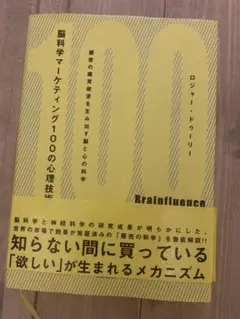 100
脳科学マーケティング100の心理技術
顧客の購買欲求を生み出す脳と心の科学
ロジャー・ドゥーリー
Brainfluence
脳科学と神経科学の研究成果が明らかにした、
世界の市場で効果が実証済みの「販売の科学」を徹底解説!!
知らない間に買っている
「欲しい」が生まれるメカニズム